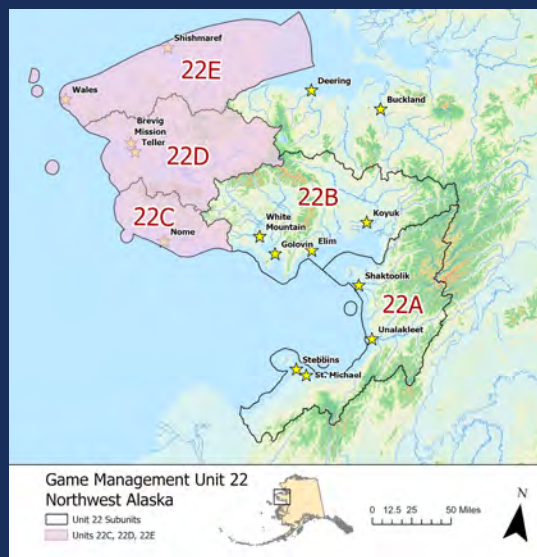 Shishmaref
22E
Wales
Deering
Buckland
Brevig
Mission
Teller
22D
22B
22C
White
Mountain
Koyuk
Nome
Golovin
Elim
Shaktoolik
22A
Unalakleet
Stebbins
St. Michael
Game Management Unit 22
Northwest Alaska
Unit 22 Subunits
Units 22C, 22D, 22E
0 12.5 25 50 Miles
N